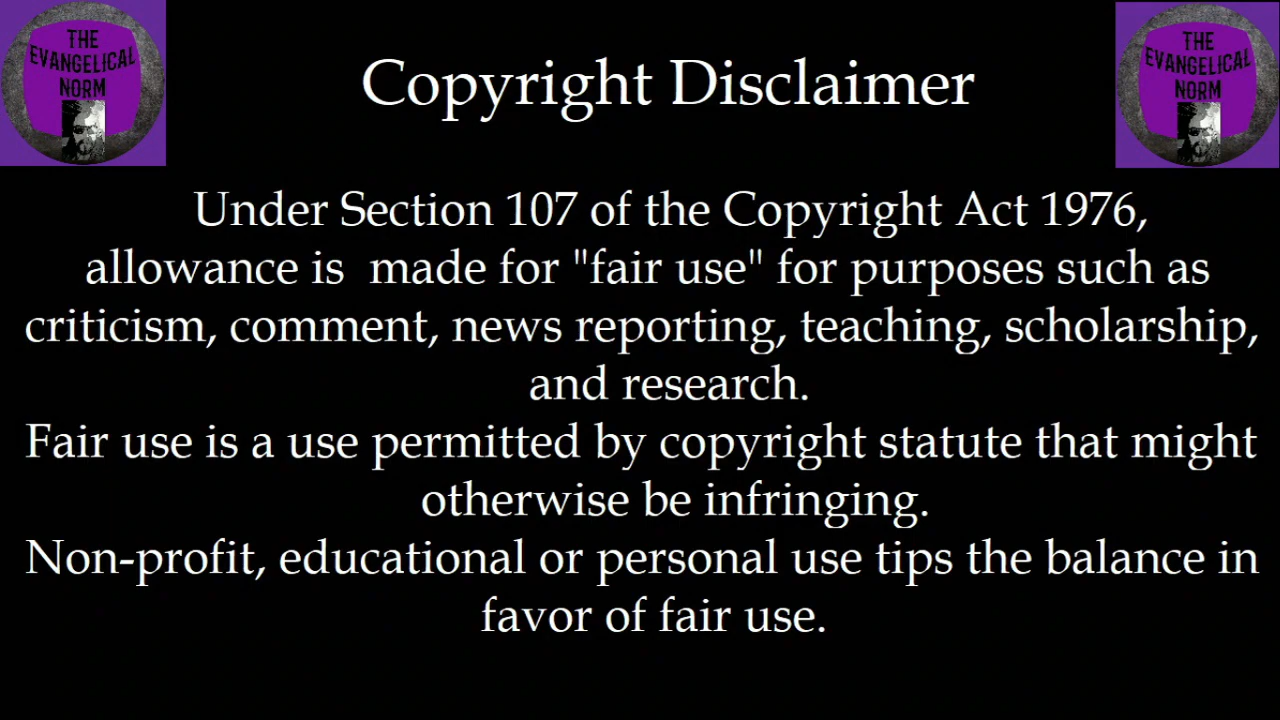 THE
EVANGELICAL
NORM
Copyright Disclaimer
THE
EVANGELICAL
NORM
Under Section 107 of the Copyright Act 1976,
allowance is  made for "fair use" for purposes such as
criticism, comment, news reporting, teaching, scholarship,
and research.
Fair use is a use permitted by copyright statute that might
otherwise be infringing.
Non-profit, educational or personal use tips the balance in
favor of fair use.